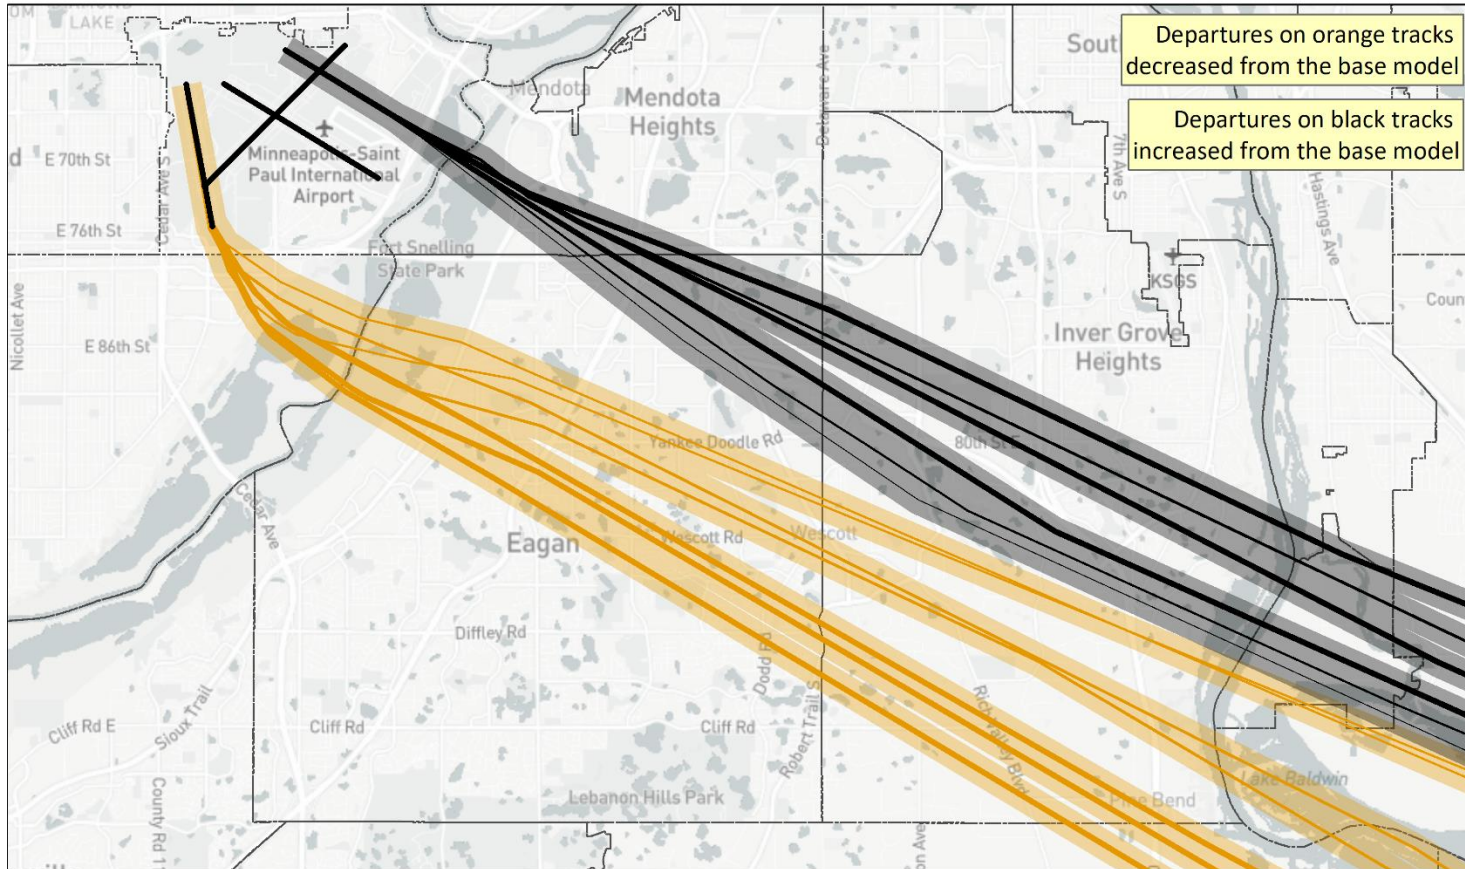 LAKE
Departures on orange tracks
decreased from the base model
Departures on black tracks
increased from the base model
Mendota
Mendota
Heights
Delaware Ave
7th Ave S
Hastings Ave
E 70th St
Cedar Ave S
Minneapolis-Saint
Paul International
Airport
E 76th St
Fort Snelling
State Park
KSGS
Nicollet Ave
E 86th St
Inver Grove
Heights
Yankee Doodle Rd
80th St E
Cedar Ave
Eagan
Wescott Rd
Wescott
Diffley Rd
Dodd Rd
Robert Trail S
Rich Valley Blvd
Cliff Rd E
Sioux Trail
Cliff Rd
Cliff Rd
Lake Baldwin
Lebanon Hills Park
Pine Bend
County Rd 11